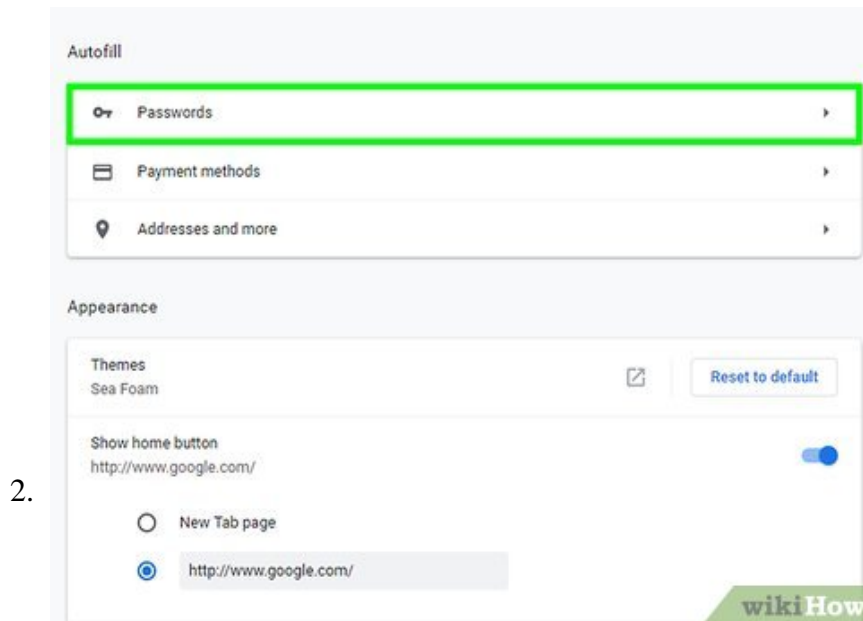 Autofill
Passwords
Payment methods
Addresses and more
Appearance
Themes
Sea Foam
Reset to default
Show home button
http://www.google.com/
2.
New Tab page
http://www.google.com/
wikiHow